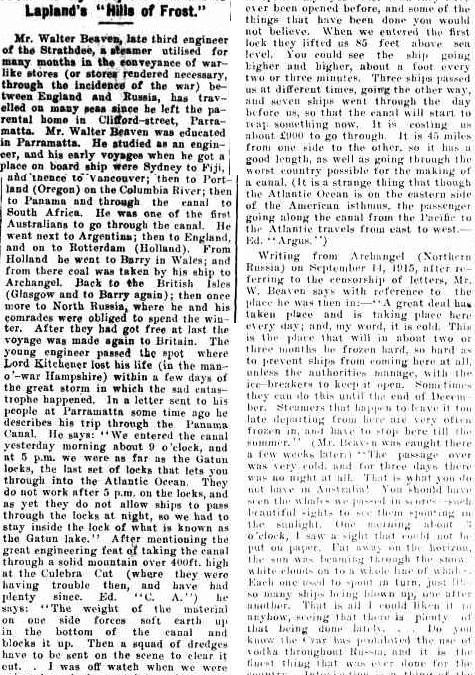 Lapland's "Hills of Frost."
Mr. Walter Beaven, late third engineer
of the Strathdee, a steamer utilised for
many months in the conveyance of war-
like stores (or stores rendered necessary,
through the incidence of the war) be-
tween England and Russia, has trav-
elled on many seas since he left the pa-
rental home in Clifford-street, Parra-
matta. Mr. Walter Beaven was educated
in Parramatta. He studied as an engin-
eer, and his early voyages when he got a
place on board ship were Sydney to Fiji,
and thence to Vancouver; then to Port-
land (Oregon) on the Columbia River; then
to Panama and through the canal to
South Africa. He was one of the first
Australians to go through the canal. He
went next to Argentina; then to England,
and on to Rotterdam (Holland). From
Holland he went to Barry in Wales; and
from there coal was taken by his ship to
Archangel. Back to the British Isles
(Glasgow and to Barry again); then once
more to North Russia, where he and his
comrades were obliged to spend the win-
ter. After they had got free at last the
voyage was made again to Britain. The
young engineer passed the spot where
Lord Kitchener lost his life (in the man-
o'-war Hampshire) within a few days of
the great storm in which the sad catas-
trophe happened. In a letter sent to his
people at Parramatta some time ago he
describes his trip through the Panama
Canal. He says: "We entered the canal
yesterday morning about 9 o'clock, and
at 5 p.m. we were as far as the Gatun
locks, the last set of locks that lets you
through into the Atlantic Ocean. They
do not work after 5 p.m. on the locks, and
as yet they do not allow ships to pass
through the locks at night, so we had to
stay inside the lock of what is known as
the Gatun lake." After mentioning the
great engineering feat of taking the canal
through a solid mountain over 400ft. high
at the Culebra Cut (where they were
having trouble then, and have had
plenty since. Ed. "C. A.") he
says: "The weight of the material
on one side forces soft earth up
in the bottom of the canal and
blocks it up. Then a squad of dredges
have to be sent on the scene to clear it
out. . I was off watch when we were
ever been opened before, and some of the
things that have been done you would
not believe. When we entered the first
lock they lifted us 85 feet above sea
level. You could see the ship going
higher and higher, about a foot every
two or three minutes. Three ships passed
us at different times, going the other way,
and seven ships went through the day
before us, so that the canal will start to
reap something now. It is costing us
about £900 to go through. It is 45 miles
from one side to the other, so it has a
good length, as well as going through the
worst country possible for the making of
a canal. (It is a strange thing that though
the Atlantic Ocean is on the eastern side
of the American isthmus, the passenger
going along the canal from the Pacific to
the Atlantic travels from east to west.—
Ed. "Argus.")
Writing from Archangel (Northern
Russia) on September 14, 1915, after re-
ferring to the censorship of letters, Mr.
W. Beaven says with reference to the
place he was then in:—"A great deal has
taken place and is taking place here
every day; and, my word, it is cold. This
is the place that will in about two or
three months be frozen hard, so hard as
to prevent ships from coming here at all,
unless the authorities manage, with the
ice-breakers to keep it open. Sometimes
they can do this until the end of Decem-
ber. Steamers that happen to leave it too
late departing from here are very often
frozen in, and have to stop here till the
summer." (Mr. Beaven was caught there
a few weeks later.) "The passage over
was very cold, and for three days there
was no night at all. That is what you do
not have in Australia! You should have
seen the whales we passed in scores—such
beautiful sights to see them spouting in
the sunlight. One morning about 3
o'clock, I saw a sight that could not be
put on paper. Far away on the horizon,
the sun was beaming through the snow-
white clouds on to a whole line of whales.
Each one used to spout in turn, just like
so many ships being blown up, one after
another. That is all I could liken it to
anyhow, seeing that there is plenty of
that being done lately. . . Do you
know the Czar has prohibited the use of
vodka throughout Russia, and it is the
finest thing that was ever done for the